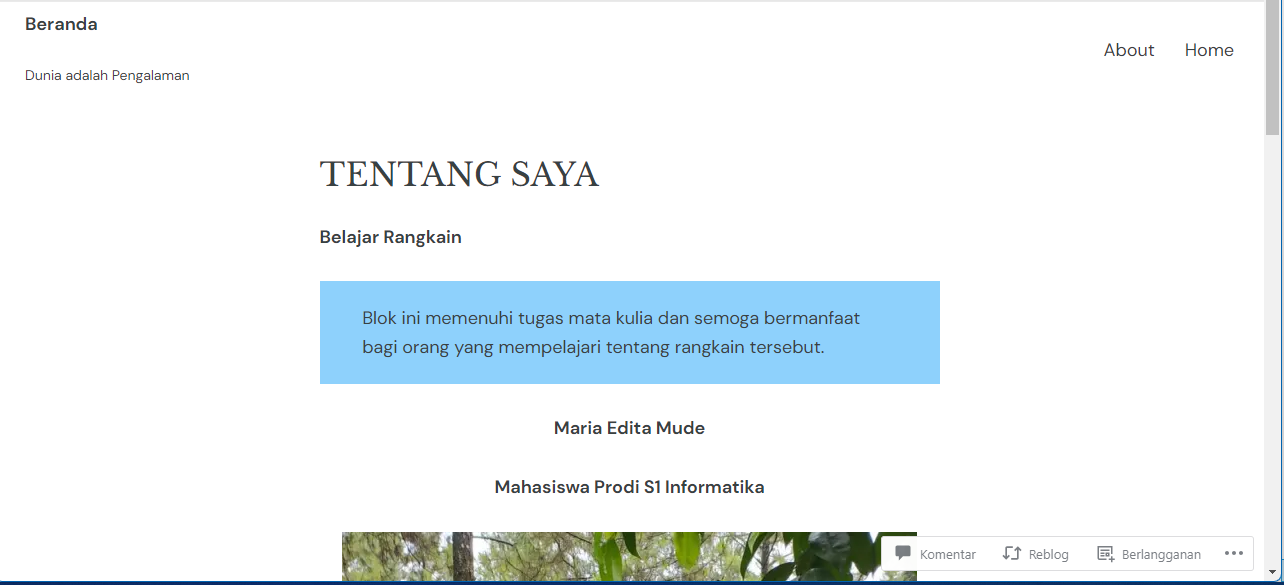 Beranda
Dunia adalah Pengalaman
About Home
TENTANG SAYA
Belajar Rangkain
Blok ini memenuhi tugas mata kulia dan semoga bermanfaat
bagi orang yang mempelajari tentang rangkain tersebut.
Maria Edita Mude
Mahasiswa Prodi S1 Informatika
Komentar Reblog Berlangganan